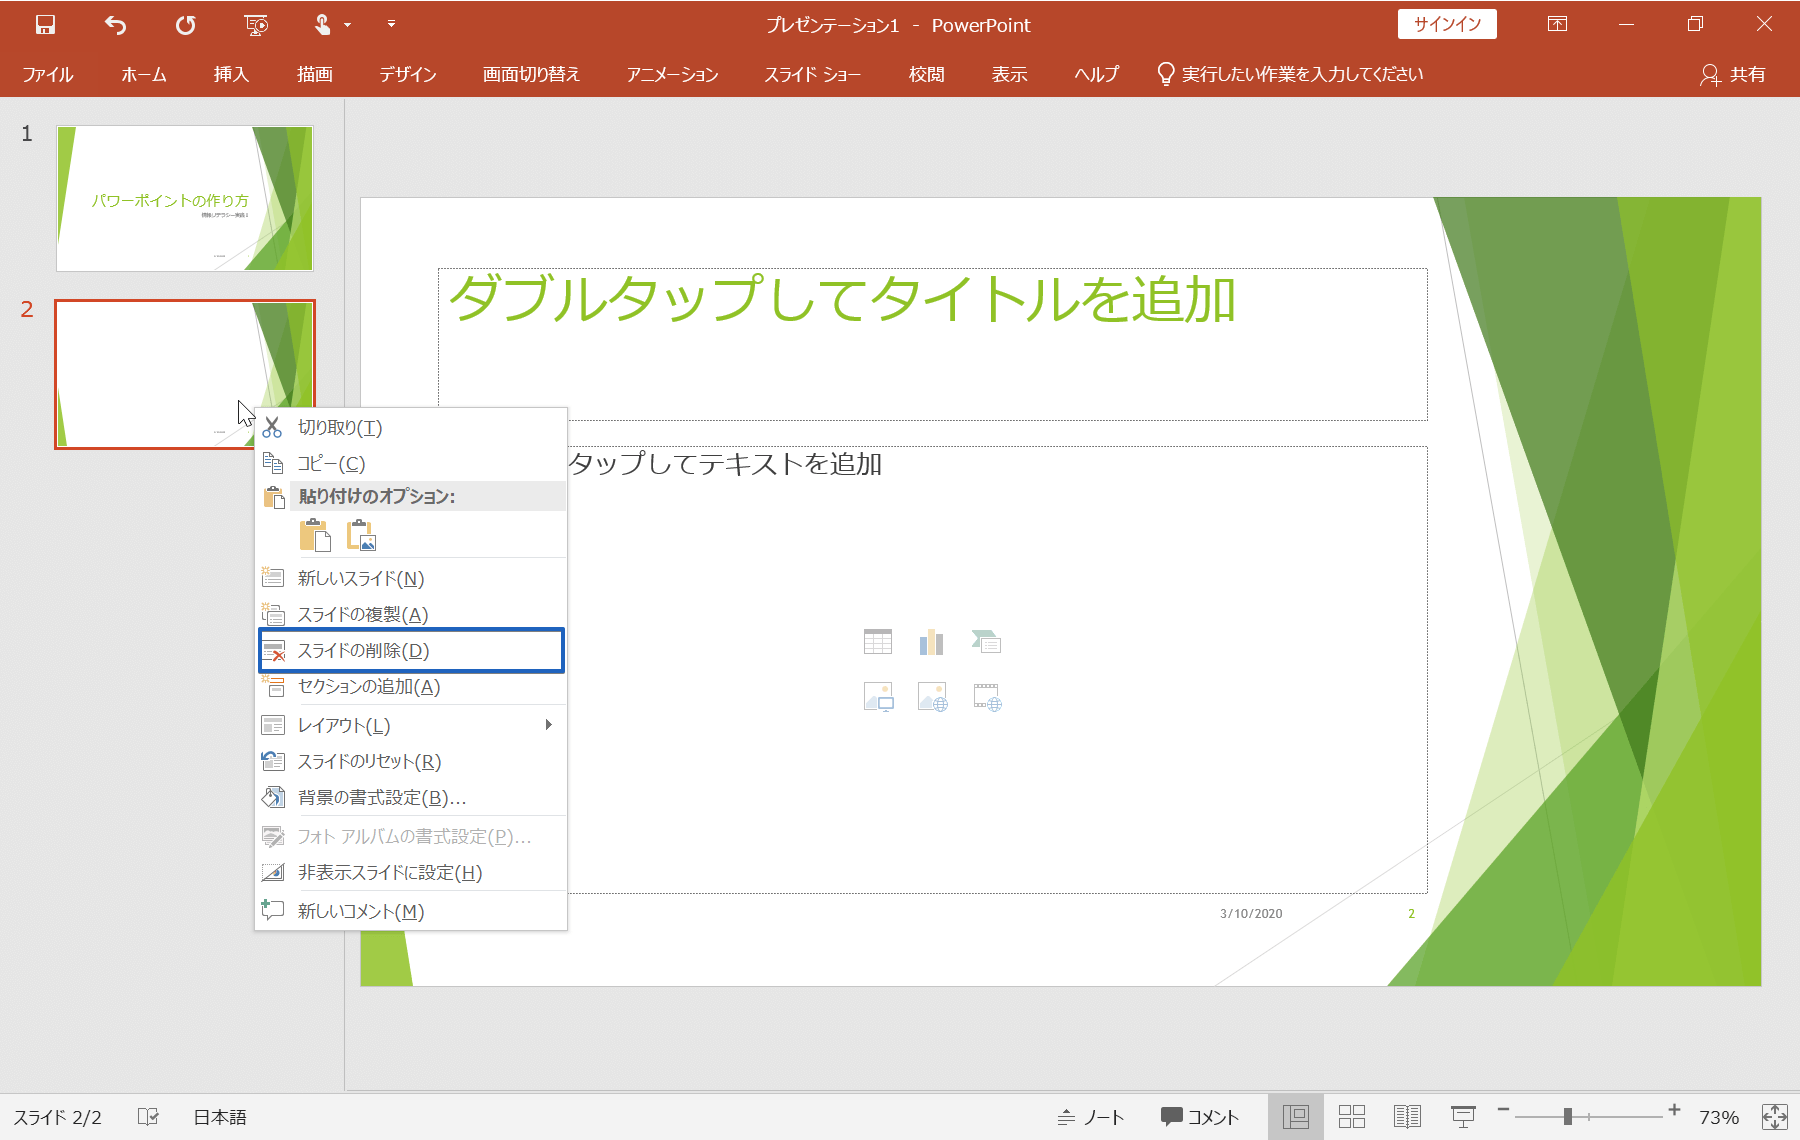 プレゼンテーション1 - PowerPoint
サインイン
ファイル ホーム 挿入 描画 デザイン 画面切り替え アニメーション スライド ショー 校閲 表示 ヘルプ 実行したい作業を入力してください 共有
1
パワーポイントの作り方
情報リテラシー実践I
2
切り取り(T)
コピー(C)
貼り付けのオプション:
新しいスライド(N)
スライドの複製(A)
スライドの削除(D)
セクションの追加(A)
レイアウト(L)
スライドのリセット(R)
背景の書式設定(B)...
フォト アルバムの書式設定(P)...
非表示スライドに設定(H)
新しいコメント(M)
ダブルタップしてタイトルを追加
タップしてテキストを追加
3/10/2020
2
スライド 2/2 日本語 ノート コメント 73%